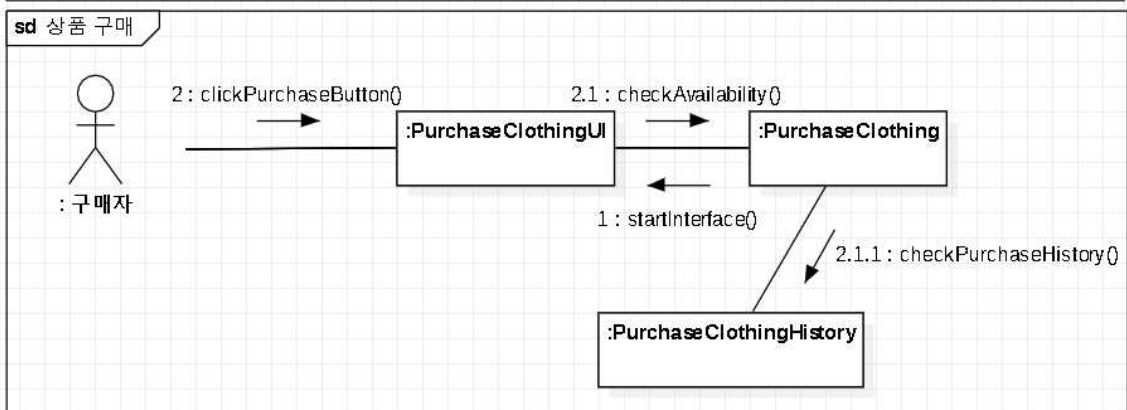 sd 상품 구매
2 : clickPurchaseButton()
2.1 : checkAvailability()
:PurchaseClothingUI
:PurchaseClothing
: 구매자
1 : startInterface()
2.1.1 : checkPurchaseHistory()
:PurchaseClothingHistory